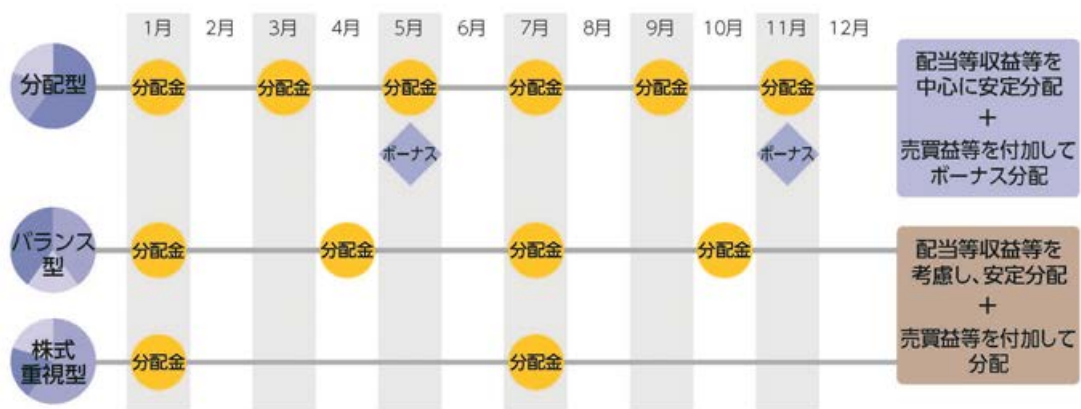 1月 2月 3月 4月 5月 6月 7月 8月 9月 10月 11月 12月
分配型
分配金 分配金 分配金 分配金 分配金 分配金
ボーナス ボーナス
配当等収益等を
中心に安定分配
+
売買益等を付加して
ボーナス分配
バランス
型
分配金 分配金 分配金 分配金
株式
重視型
分配金 分配金
配当等収益等を
考慮し、安定分配
+
売買益等を付加して
分配